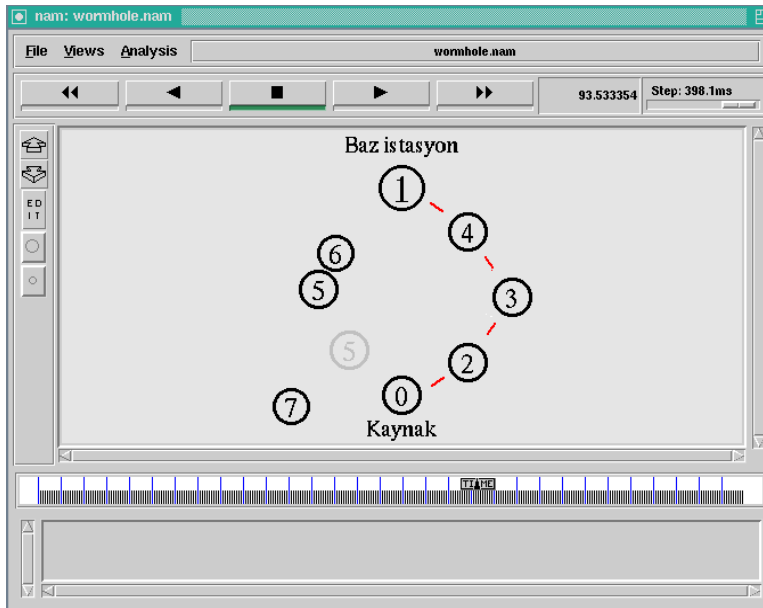 nam: wormhole.nam
File Views Analysis wormhole.nam
93.533354 Step: 398.1ms
ED
IT
Baz istasyon
1
4
6
5
3
5
2
0
7
Kaynak
TIME